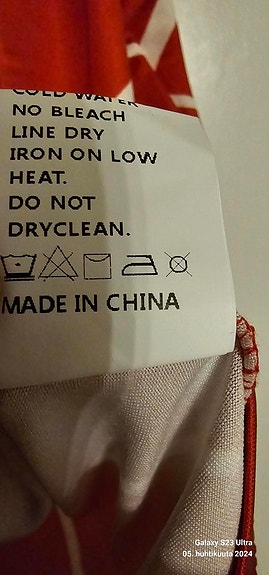 COLD WATER
NO BLEACH
LINE DRY
IRON ON LOW
HEAT.
DO NOT
DRYCLEAN.
MADE IN CHINA
Galaxy S23 Ultra
05. huhtikuuta 2024